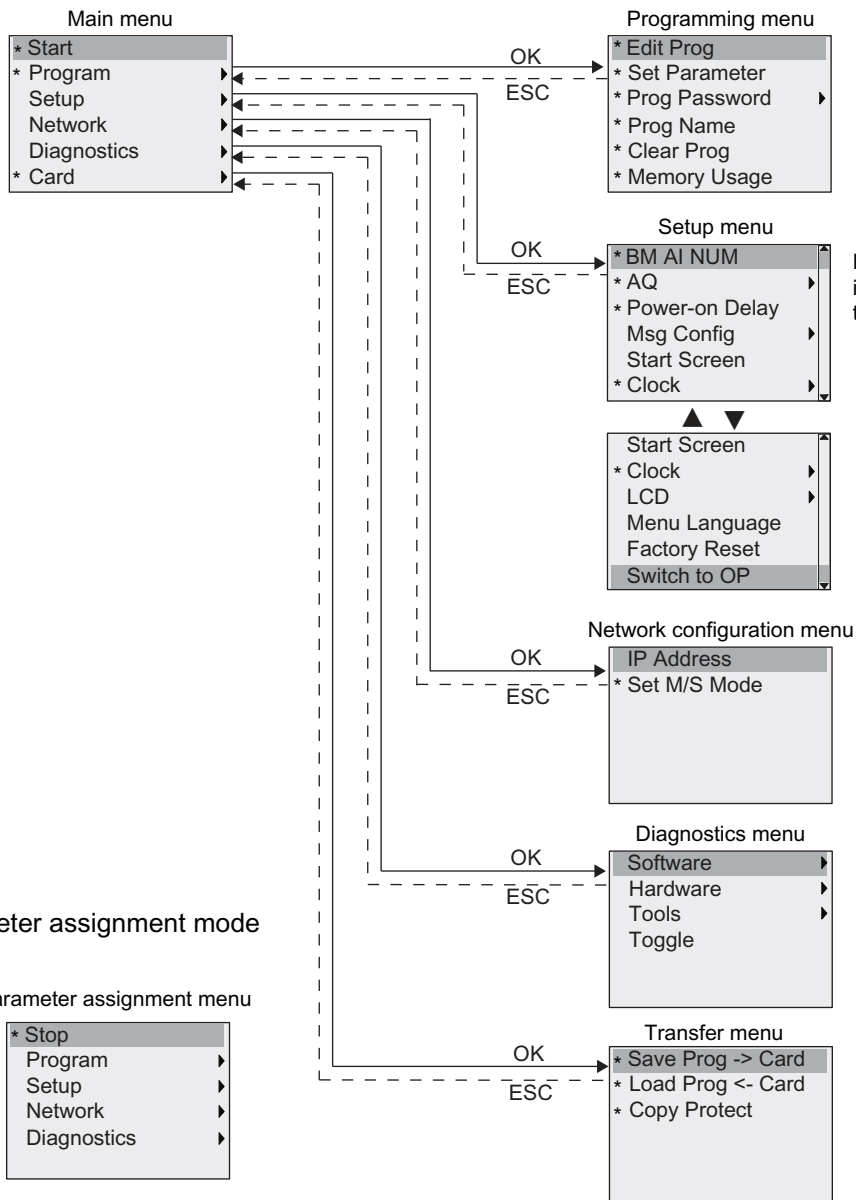 Main menu
* Start
* Program
Setup
Network
Diagnostics
* Card
OK
ESC
Programming menu
* Edit Prog
* Set Parameter
* Prog Password
* Prog Name
* Clear Prog
* Memory Usage
OK
ESC
Setup menu
* BM AI NUM
* AQ
* Power-on Delay
Msg Config
Start Screen
* Clock
Start Screen
* Clock
LCD
Menu Language
Factory Reset
Switch to OP
OK
ESC
Network configuration menu
IP Address
* Set M/S Mode
OK
ESC
Diagnostics menu
Software
Hardware
Tools
Toggle
OK
ESC
Transfer menu
* Save Prog -> Card
* Load Prog <- Card
* Copy Protect
assignment mode
assignment menu
* Stop
Program
Setup
Network
Diagnostics